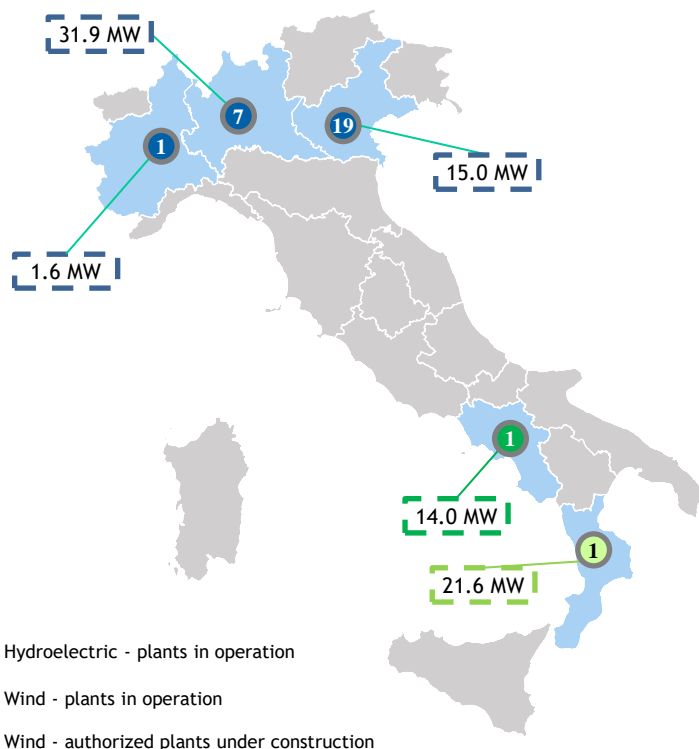 31.9 MW
7
19
1
15.0 MW
1.6 MW
1
14.0 MW
1
21.6 MW
Hydroelectric - plants in operation
Wind - plants in operation
Wind - authorized plants under construction